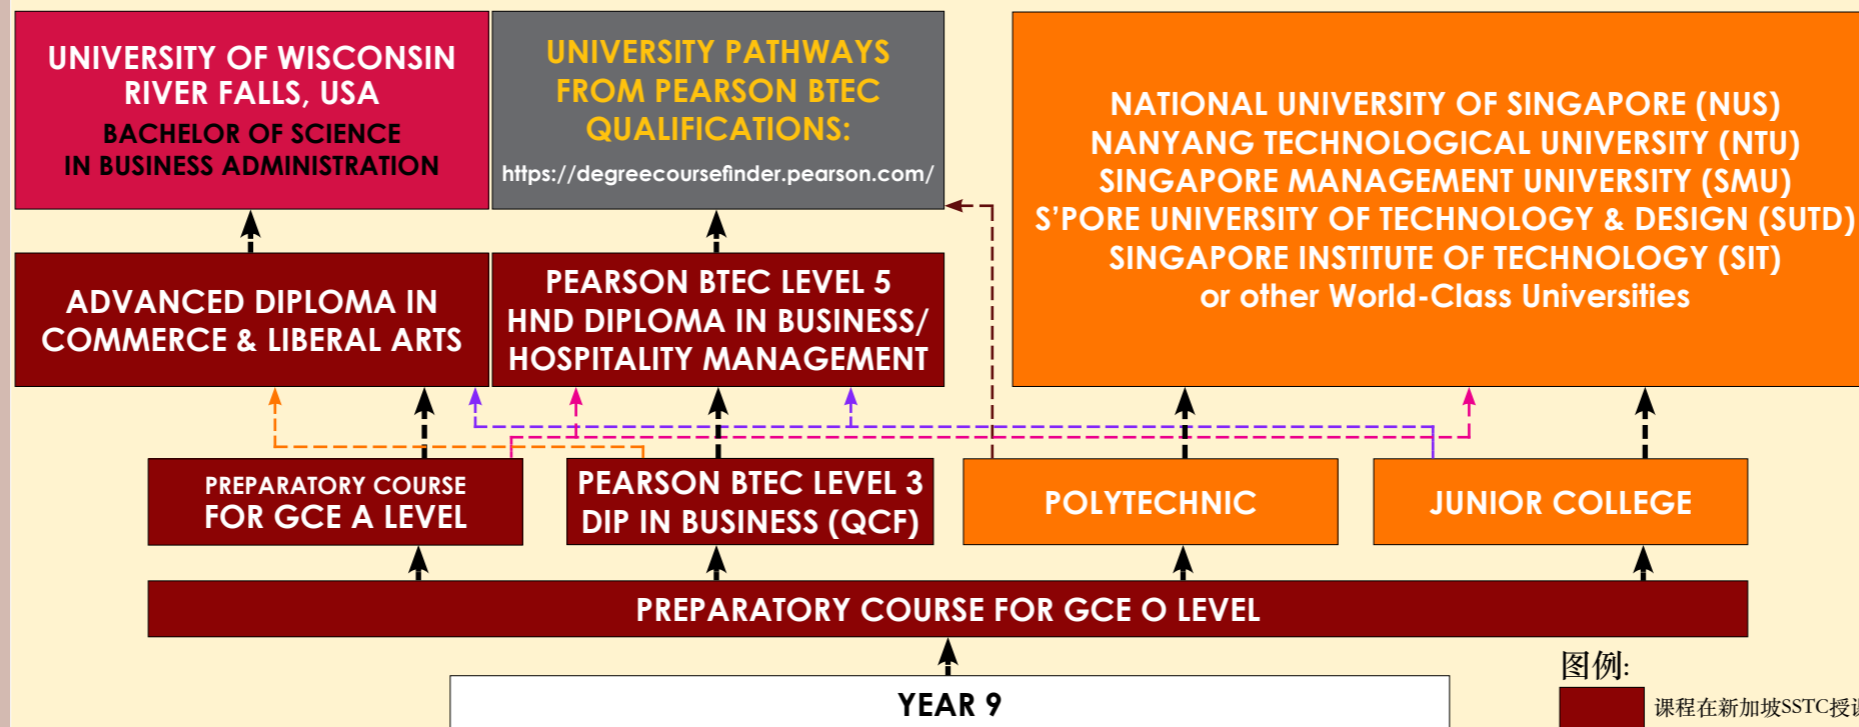 UNIVERSITY OF WISCONSIN
RIVER FALLS, USA
BACHELOR OF SCIENCE
IN BUSINESS ADMINISTRATION
UNIVERSITY PATHWAYS
FROM PEARSON BTEC
QUALIFICATIONS:
https://degreecoursefinder.pearson.com/
NATIONAL UNIVERSITY OF SINGAPORE (NUS)
NANYANG TECHNOLOGICAL UNIVERSITY (NTU)
SINGAPORE MANAGEMENT UNIVERSITY (SMU)
S'PORE UNIVERSITY OF TECHNOLOGY & DESIGN (SUTD)
SINGAPORE INSTITUTE OF TECHNOLOGY (SIT)
or other World-Class Universities
ADVANCED DIPLOMA IN
COMMERCE & LIBERAL ARTS
PEARSON BTEC LEVEL 5
HND DIPLOMA IN BUSINESS/
HOSPITALITY MANAGEMENT
PREPARATORY COURSE
FOR GCE A LEVEL
PEARSON BTEC LEVEL 3
DIP IN BUSINESS (QCF)
POLYTECHNIC
JUNIOR COLLEGE
PREPARATORY COURSE FOR GCE O LEVEL
YEAR 9
图例:
课程在新加坡SSTC授